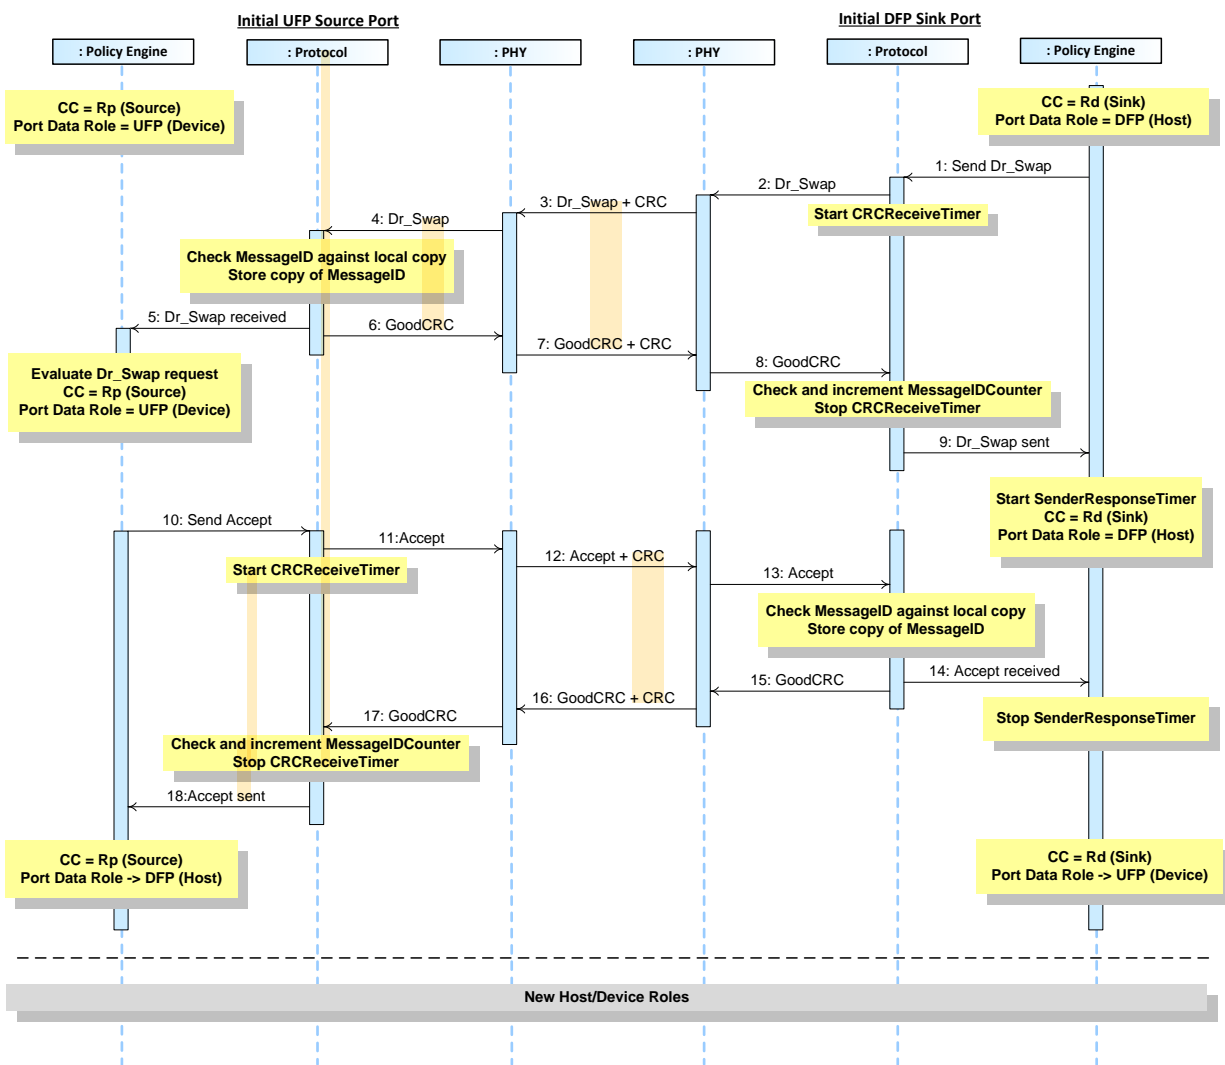 Initial UFP Source Port
Initial DFP Sink Port
: Policy Engine
: Protocol
: PHY
: PHY
: Protocol
: Policy Engine
CC = Rp (Source)
Port Data Role = UFP (Device)
CC = Rd (Sink)
Port Data Role = DFP (Host)
1: Send Dr_Swap
2: Dr_Swap
Start CRCReceiveTimer
3: Dr_Swap + CRC
4: Dr_Swap
Check MessageID against local copy
Store copy of MessageID
5: Dr_Swap received
6: GoodCRC
7: GoodCRC + CRC
8: GoodCRC
Evaluate Dr_Swap request
CC = Rp (Source)
Port Data Role = UFP (Device)
Check and increment MessageIDCounter
Stop CRCReceiveTimer
9: Dr_Swap sent
Start SenderResponseTimer
CC = Rd (Sink)
Port Data Role = DFP (Host)
10: Send Accept
11:Accept
Start CRCReceiveTimer
12: Accept + CRC
13: Accept
Check MessageID against local copy
Store copy of MessageID
14: Accept received
15: GoodCRC
16: GoodCRC + CRC
17: GoodCRC
Stop SenderResponseTimer
Check and increment MessageIDCounter
Stop CRCReceiveTimer
18:Accept sent
CC = Rp (Source)
Port Data Role -> DFP (Host)
CC = Rd (Sink)
Port Data Role -> UFP (Device)
New Host/Device Roles